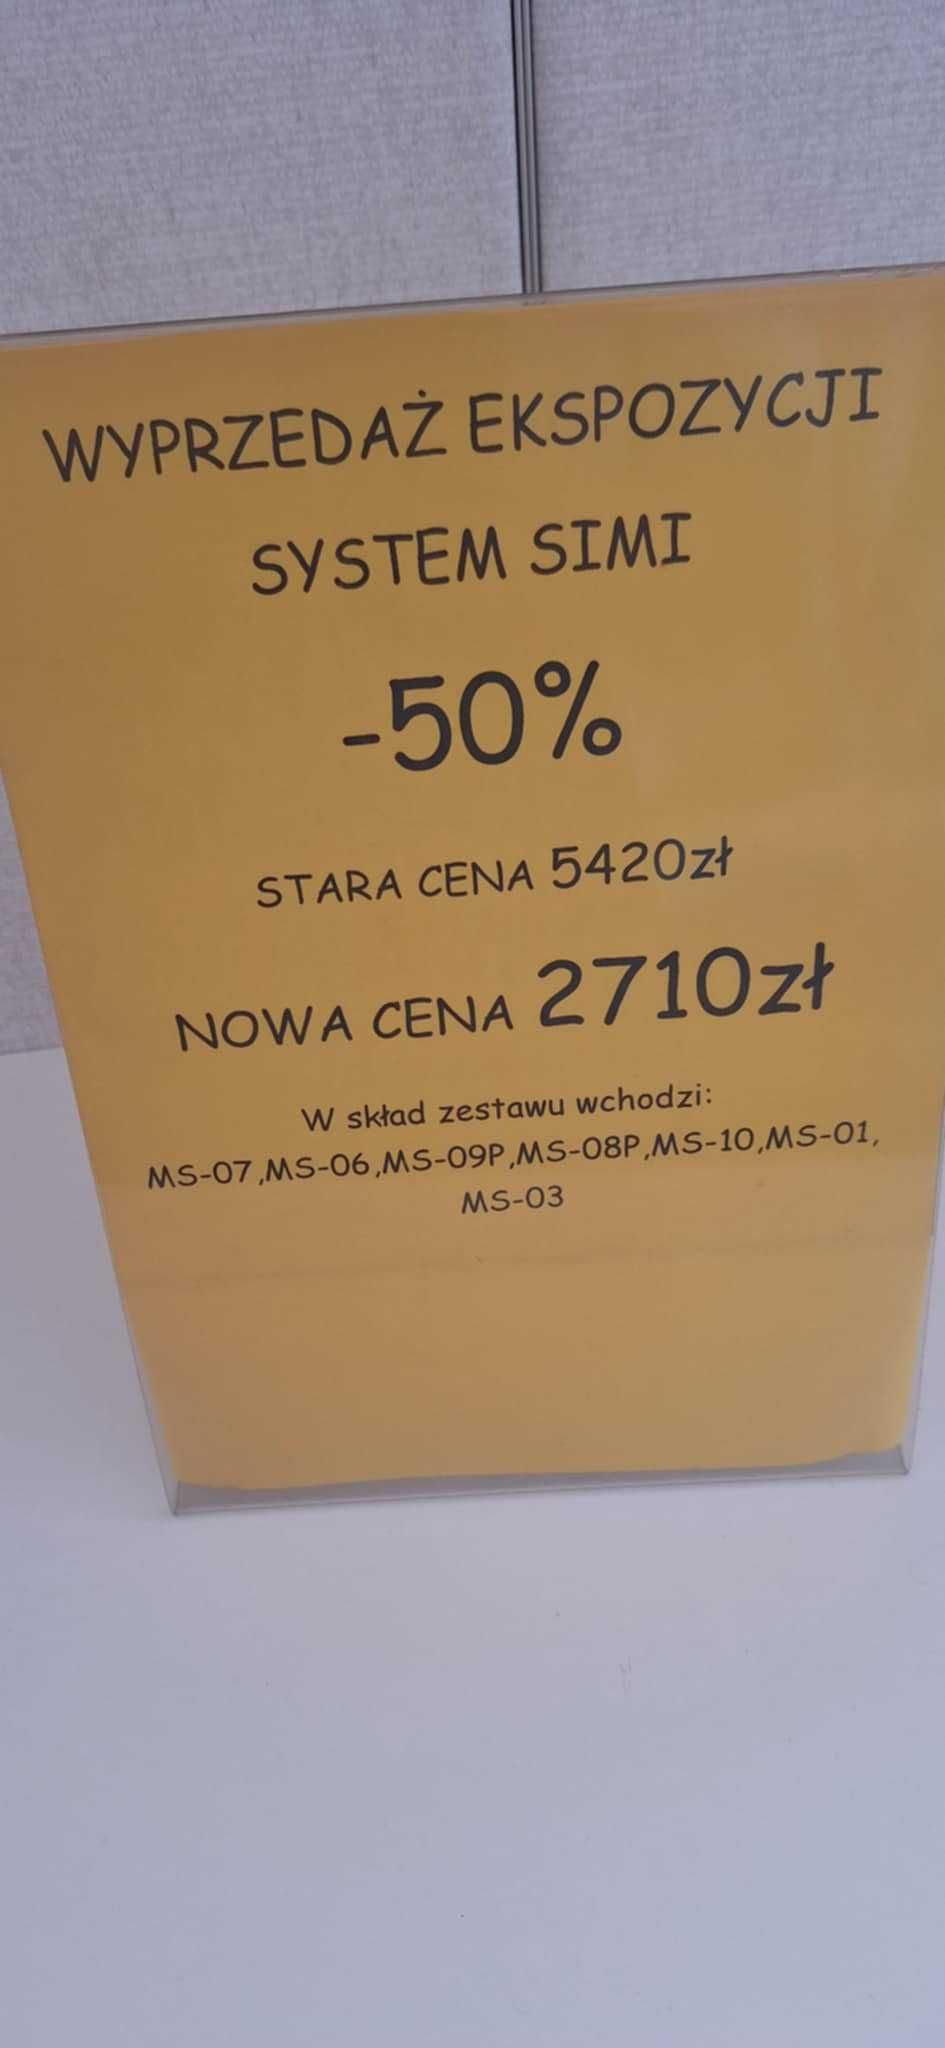 WYPRZEDAŻ EKSPOZYCJI
SYSTEM SIMI
-50%
STARA CENA 5420zł
NOWA CENA 2710zł
W skład zestawu wchodzi:
MS-07,MS-06,MS-09P,MS-08P,MS-10,MS-01,
MS-03